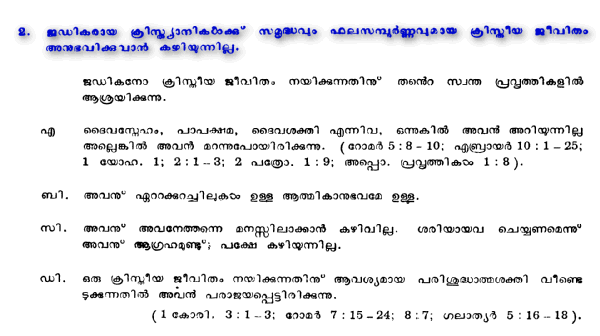 2. ജഡികരായ ക്രിസ്ത്യാനികൾക്കു് സമൃദ്ധവും ഫലസമ്പൂർണ്ണവുമായ ക്രിസ്തീയ ജീവിതം
അനുഭവിക്കുവാൻ കഴിയുന്നില്ല.
ജഡികനോ ക്രിസ്തീയ ജീവിതം നയിക്കുന്നതിനു് തൻെറ സ്വന്ത പ്രവൃത്തികളിൽ
ആശ്രയിക്കുന്നു.
എ ദൈവസ്നേഹം, പാപക്ഷമ, ദൈവശക്തി എന്നിവ, ഒന്നുകിൽ അവൻ അറിയുന്നില്ല
അല്ലെങ്കിൽ അവൻ മറന്നുപോയിരിക്കുന്നു. (റോമർ 5:8-10; എബ്രായർ 10:1-25;
1 യോഹ. 1; 2:1-3; 2 പത്രോ. 1:9; അപ്പൊ. പ്രവൃത്തികൾ 1:8).
ബി. അവനു് ഏററക്കുറച്ചിലുകൾ ഉള്ള ആത്മികാനുഭവമേ ഉള്ളൂ.
സി. അവനു് അവനേത്തന്നെ മനസ്സിലാക്കാൻ കഴിവില്ല. ശരിയായവ ചെയ്യണമെന്നു്
അവനു് ആഗ്രഹമുണ്ടു്; പക്ഷേ കഴിയുന്നില്ല.
ഡി. ഒരു ക്രിസ്തീയ ജീവിതം നയിക്കുന്നതിനു് ആവശ്യമായ പരിശുദ്ധാത്മശക്തി വീണ്ടെ
ടുക്കുന്നതിൽ അവൻ പരാജയപ്പെട്ടിരിക്കുന്നു.
(1 കോരി. 3:1-3; റോമർ 7:15-24; 8:7; ഗലാത്യർ 5:16-18).